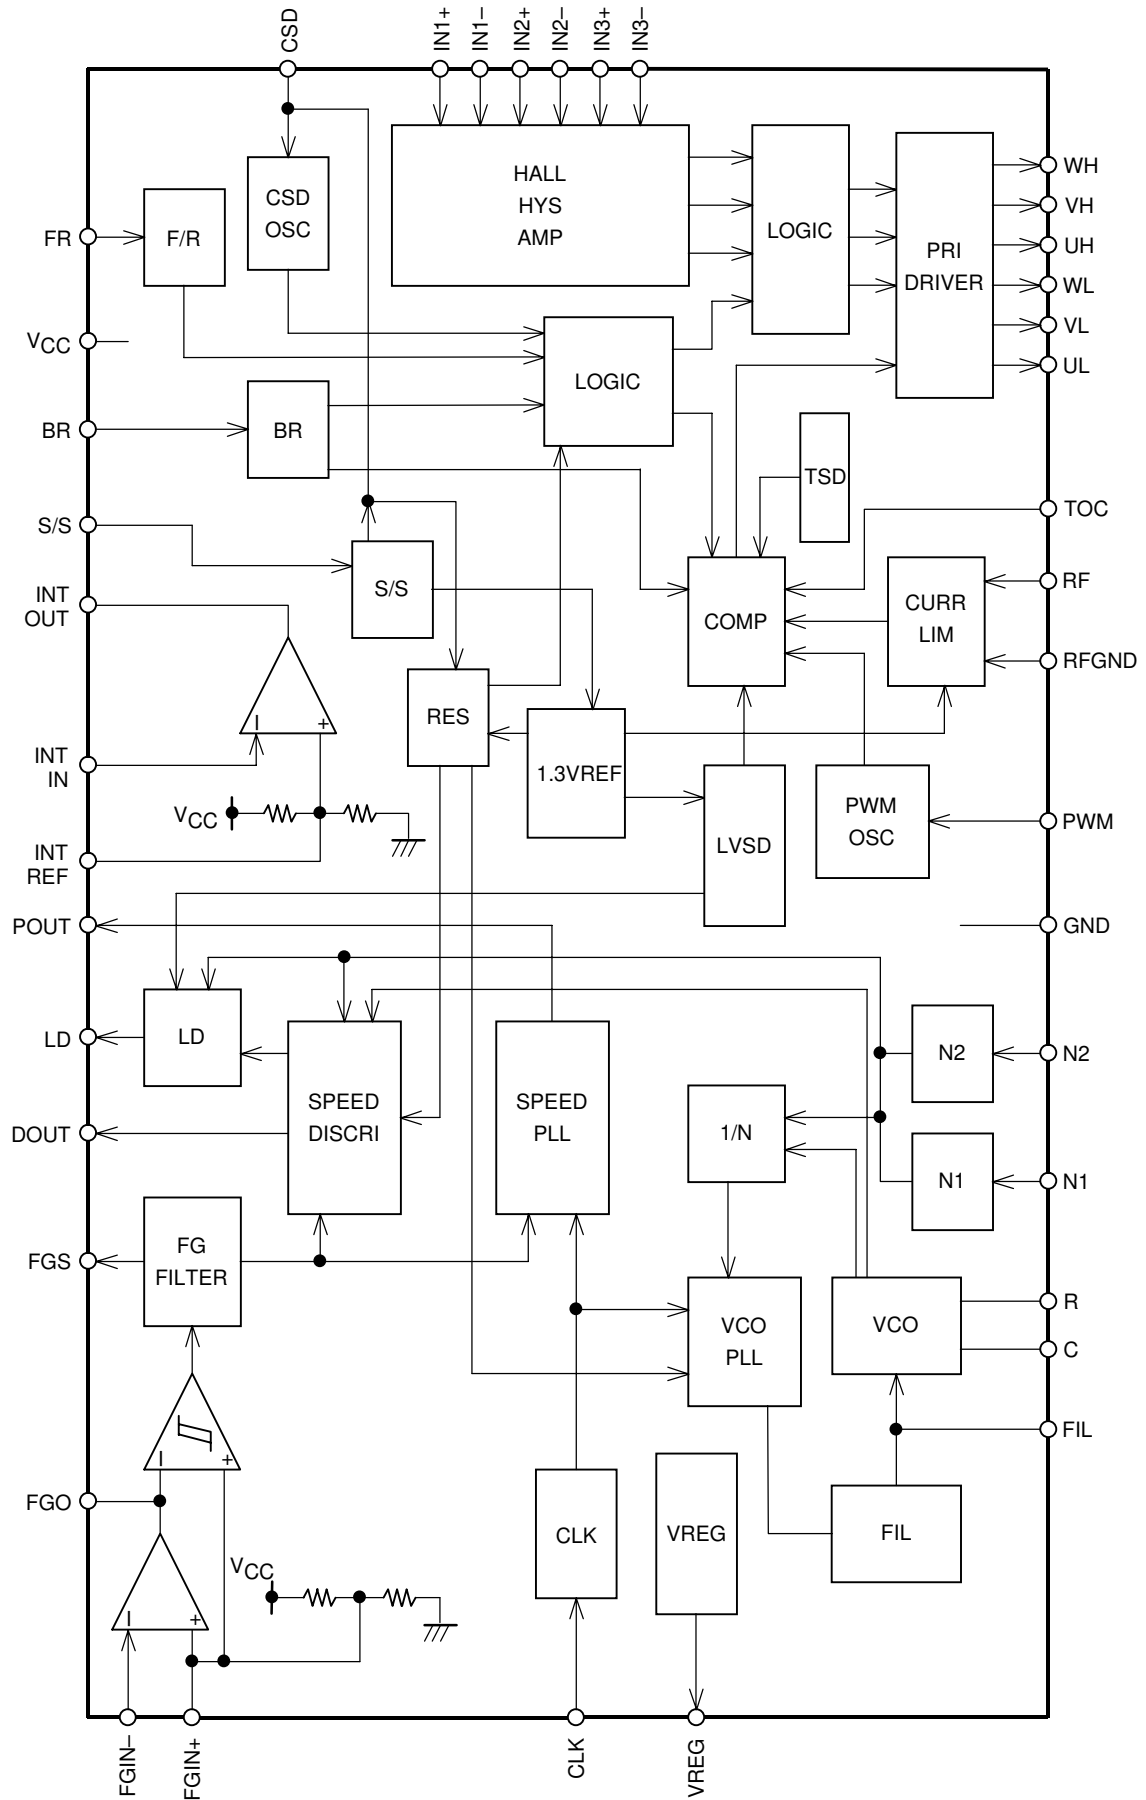 CSD
IN1+
IN1–
IN2+
IN2–
IN3+
IN3–
HALL
HYS
AMP
CSD
OSC
LOGIC
PRI
DRIVER
WH
VH
UH
WL
VL
UL
FR
F/R
VCC
LOGIC
BR
BR
TSD
S/S
S/S
TOC
INT
OUT
COMP
CURR
LIM
RF
RFGND
RES
– +
INT
IN
1.3VREF
VCC
LVSD
PWM
OSC
PWM
INT
REF
POUT
GND
LD
LD
N2
N2
DOUT
SPEED
DISCRI
SPEED
PLL
1/N
N1
N1
FGS
FG
FILTER
VCO
PLL
VCO
R
C
– +
FIL
FGO
CLK
VREG
FIL
VCC
– +
FGIN–
FGIN+
CLK
VREG